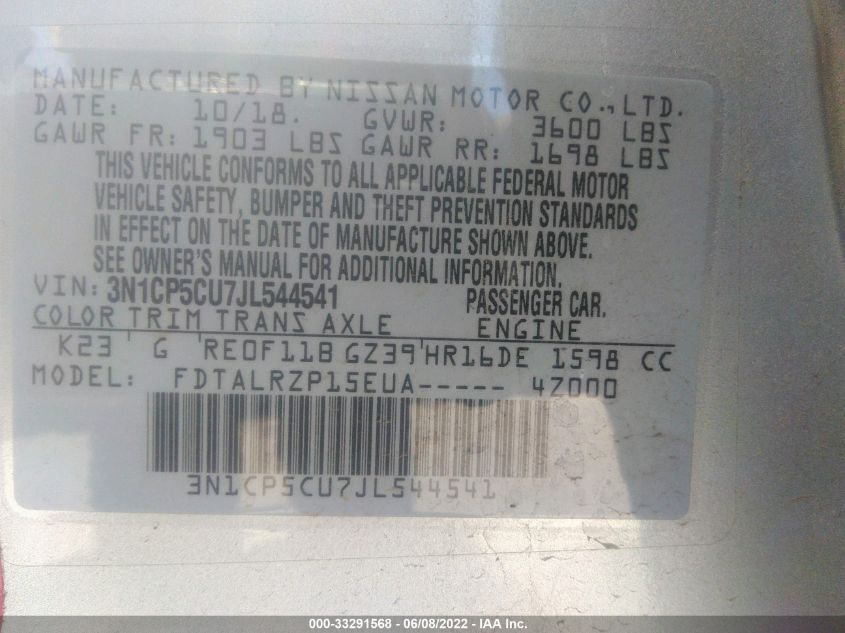 MANUFACTURED BY NISSAN MOTOR CO., LTD.
DATE: 10/18. GVWR: 3600 LBS
GAWR FR: 1903 LBS GAWR RR: 1698 LBS
THIS VEHICLE CONFORMS TO ALL APPLICABLE FEDERAL MOTOR
VEHICLE SAFETY, BUMPER AND THEFT PREVENTION STANDARDS
IN EFFECT ON THE DATE OF MANUFACTURE SHOWN ABOVE.
SEE OWNER'S MANUAL FOR ADDITIONAL INFORMATION.
VIN: 3N1CP5CU7JL544541 PASSENGER CAR.
COLOR TRIM TRANS AXLE ENGINE
K23 ' G 'RE0F11B GZ39'HR16DE 1598 CC
MODEL: FDTALRZP15EUA----- 4Z000
3N1CP5CU7JL544541
000-33291568 - 06/08/2022 - IAA Inc.